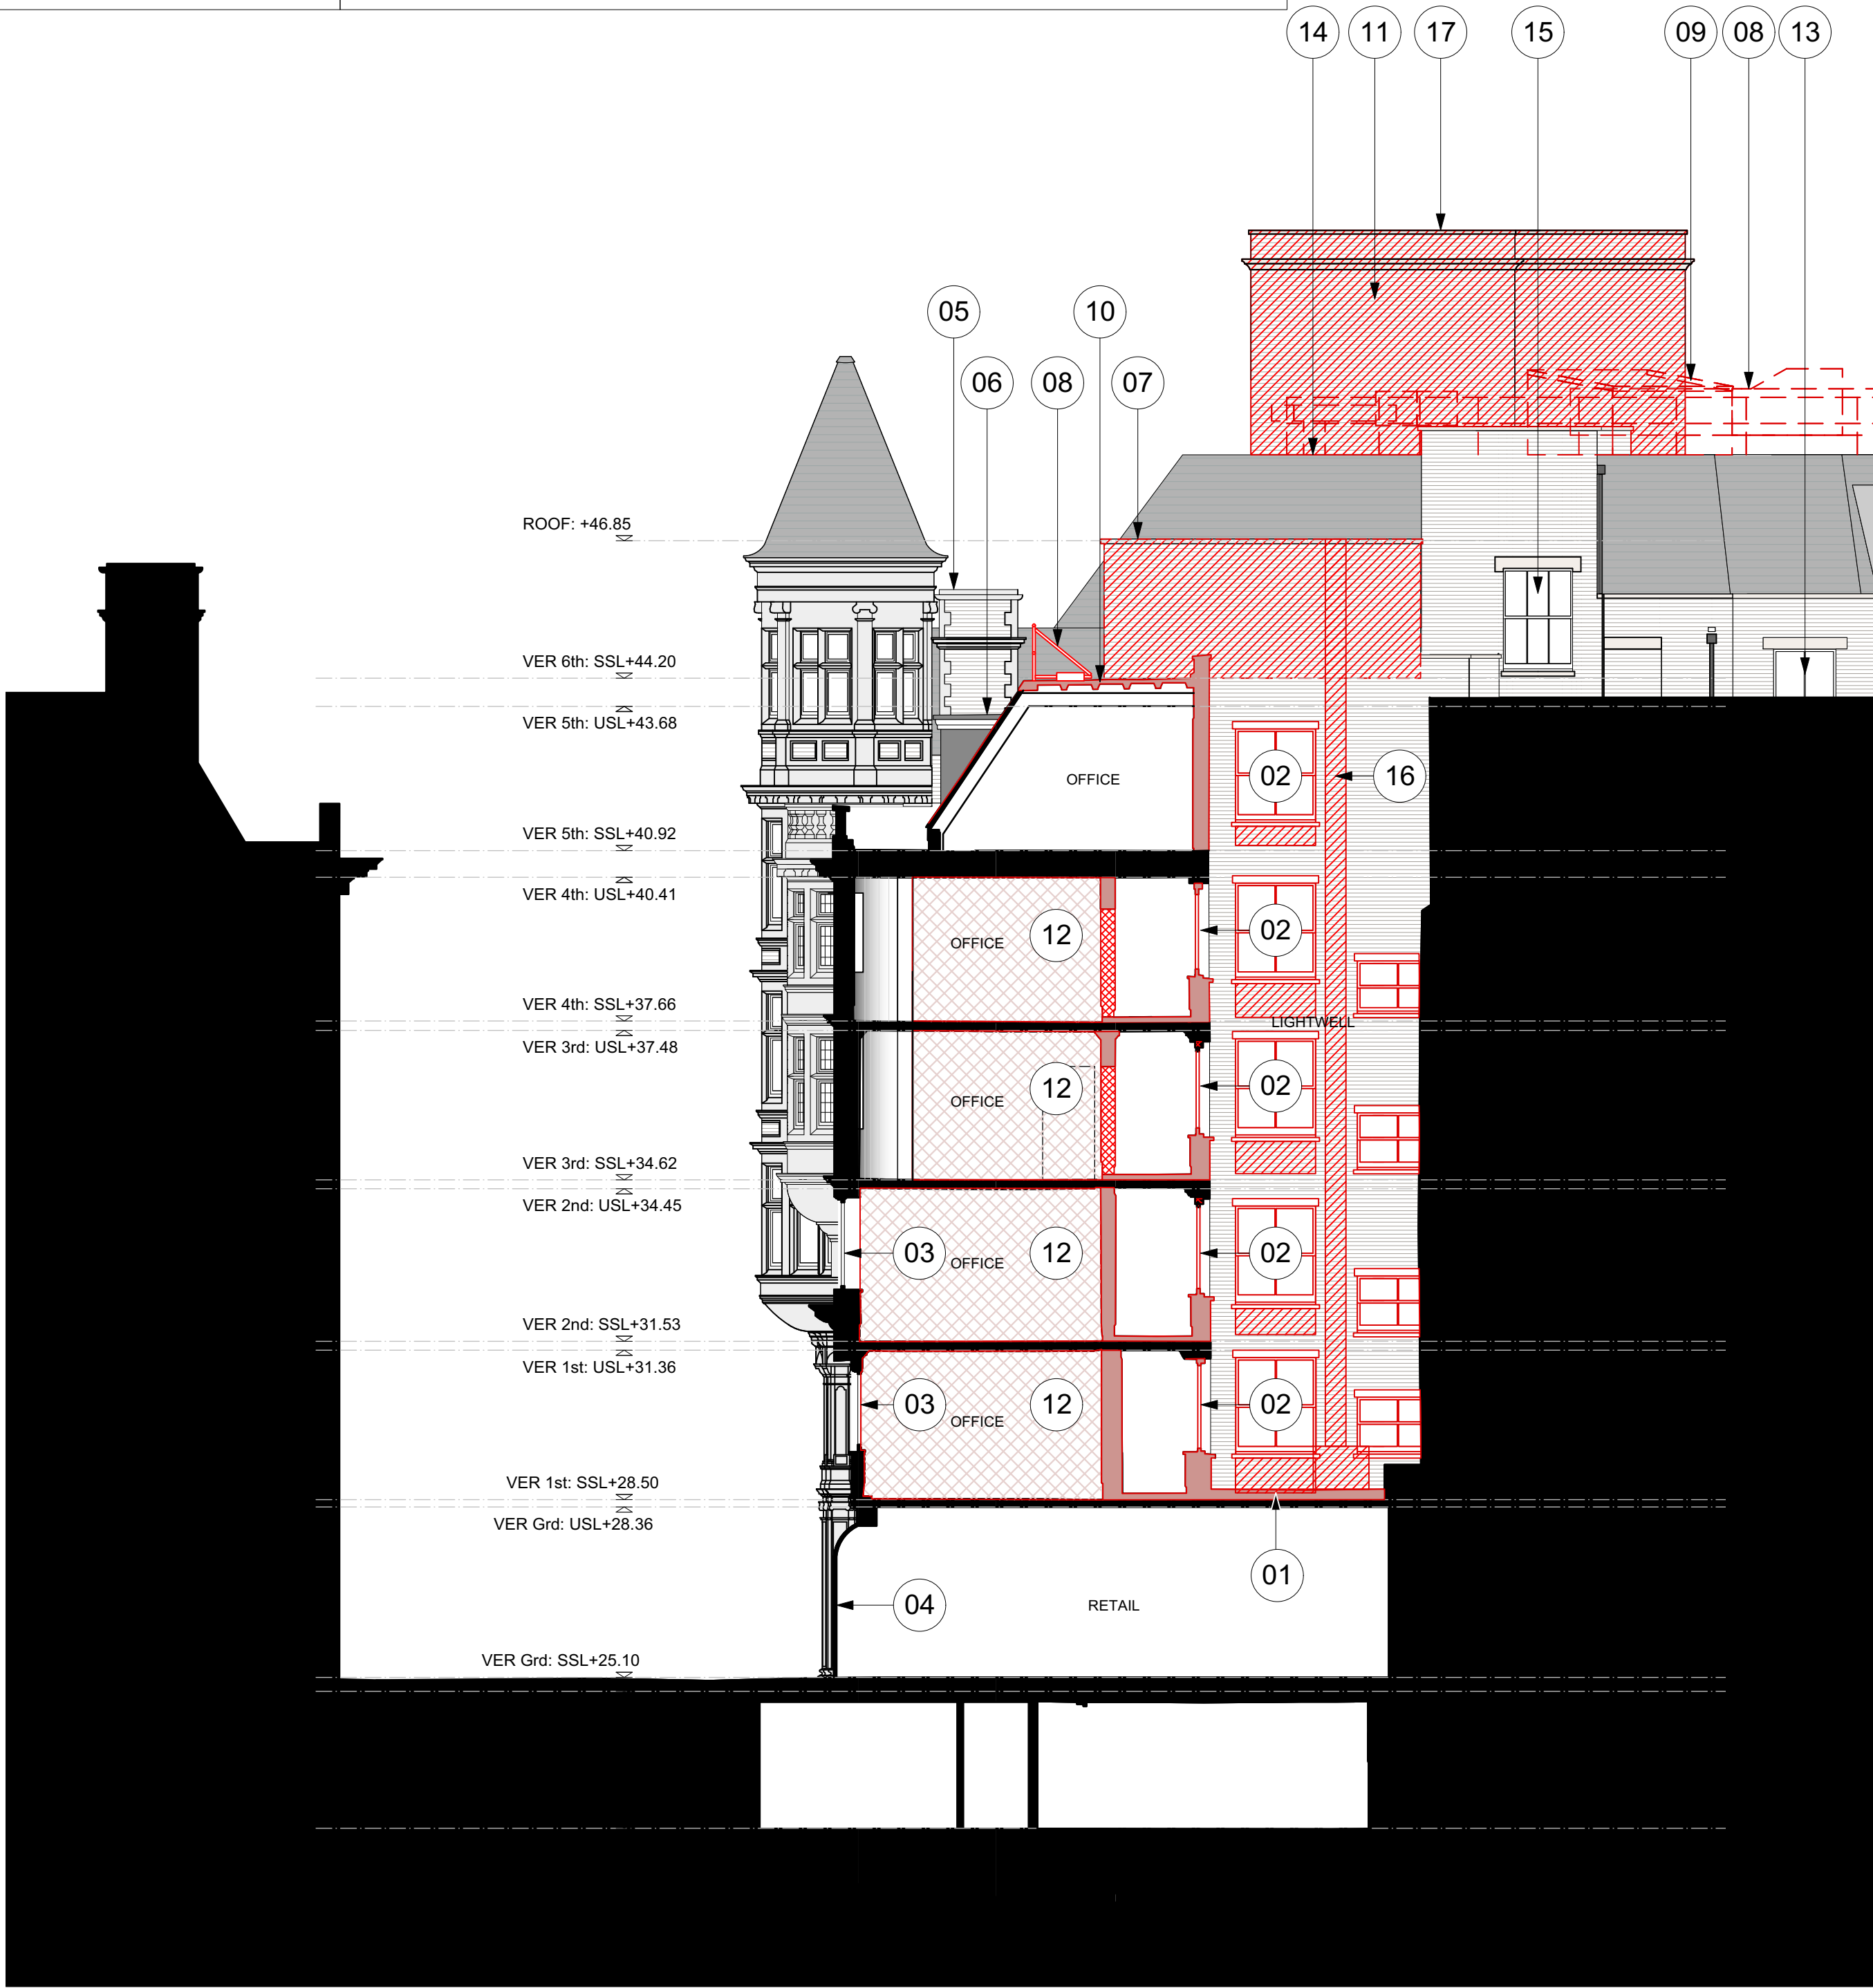 14 11 17 15 09 08 13
05 10
06 08 07
ROOF: +46.85
VER 6th: SSL+44.20
VER 5th: USL+43.68
OFFICE 02 16
VER 5th: SSL+40.92
VER 4th: USL+40.41
OFFICE 12 02
VER 4th: SSL+37.66
LIGHTWELL
VER 3rd: USL+37.48
OFFICE 12 02
VER 3rd: SSL+34.62
VER 2nd: USL+34.45
03 OFFICE 12 02
VER 2nd: SSL+31.53
VER 1st: USL+31.36
03 OFFICE 12 02
VER 1st: SSL+28.50
VER Grd: USL+28.36
01
04 RETAIL
VER Grd: SSL+25.10